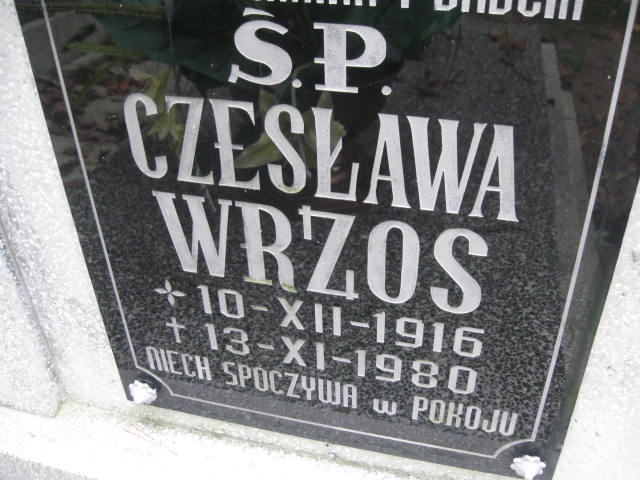 Ś.P.
CZESŁAWA
WRZOS
10-XII-1916
† 13-XI-1980
NIECH SPOCZYWA w POKOJU